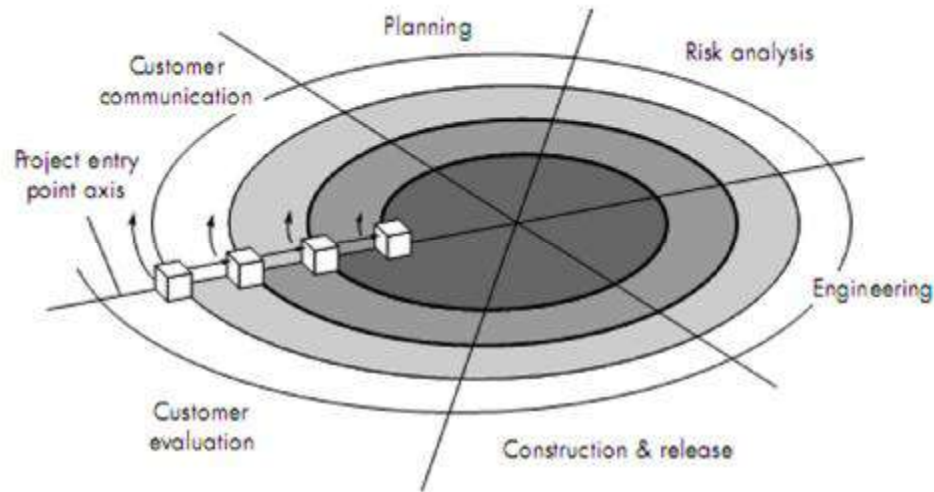 Planning
Risk analysis
Customer
communication
Project entry
point axis
Engineering
Customer
evaluation
Construction & release